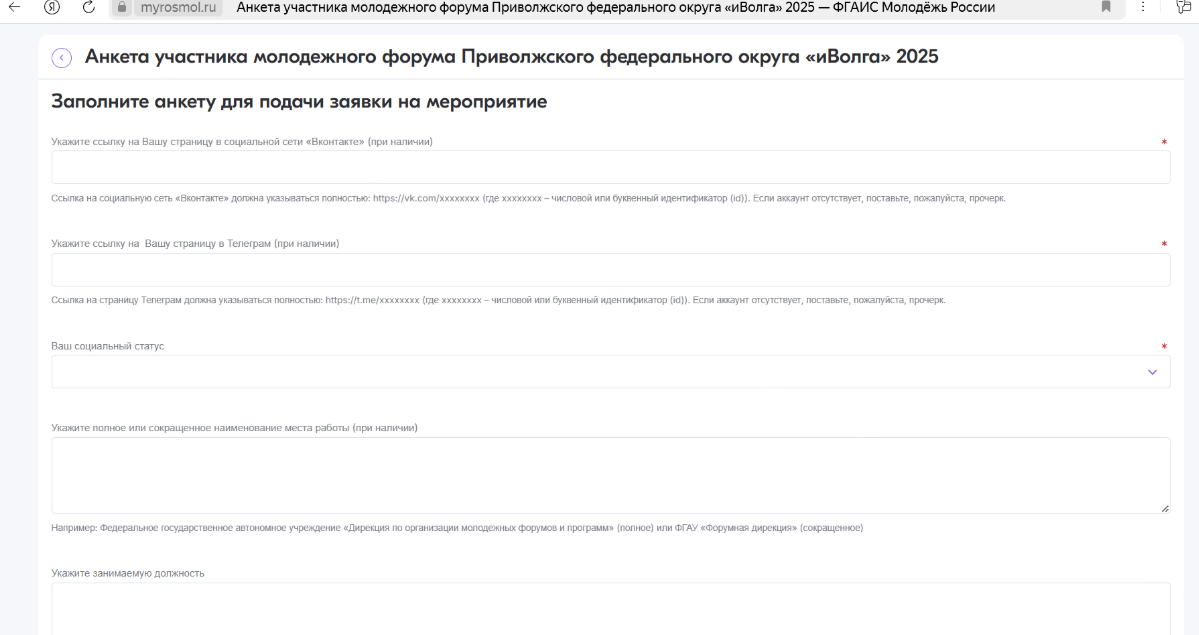 myrosmol.ru Анкета участника молодежного форума Приволжского федерального округа «иВолга» 2025 — ФГАИС Молодёжь России
Анкета участника молодежного форума Приволжского федерального округа «иВолга» 2025
Заполните анкету для подачи заявки на мероприятие
Укажите ссылку на Вашу страницу в социальной сети «Вконтакте» (при наличии) *
Ссылка на социальную сеть «Вконтакте» должна указываться полностью: https://vk.com/xxxxxxxx (где xxxxxxxx – числовой или буквенный идентификатор (id)). Если аккаунт отсутствует, поставьте, пожалуйста, прочерк.
Укажите ссылку на Вашу страницу в Телеграм (при наличии) *
Ссылка на страницу Телеграм должна указываться полностью: https://t.me/xxxxxxxx (где xxxxxxxx – числовой или буквенный идентификатор (id)). Если аккаунт отсутствует, поставьте, пожалуйста, прочерк.
Ваш социальный статус *
Укажите полное или сокращенное наименование места работы (при наличии)
Например: Федеральное государственное автономное учреждение «Дирекция по организации молодежных форумов и программ» (полное) или ФГАУ «Форумная дирекция» (сокращенное)
Укажите занимаемую должность